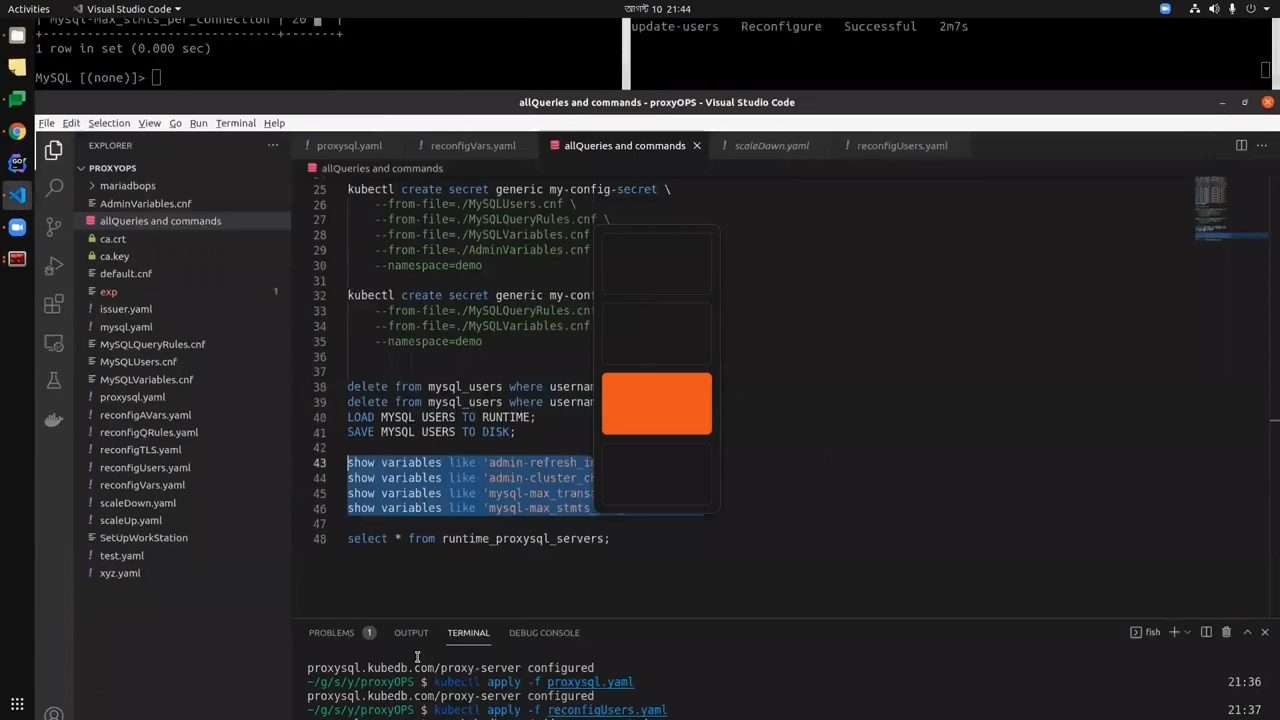 Activities
Visual Studio Code
আগস্ট 10 21:44
| Mysql-Max_stmts_per_connection | 20 |
+--------------------------------+-------+
1 row in set (0.000 sec)
MySQL [(none)]>
update-users Reconfigure Successful 2m7s
allQueries and commands - proxyOPS - Visual Studio Code
File Edit Selection View Go Run Terminal Help
EXPLORER
PROXYOPS
mariadbops
AdminVariables.cnf
allQueries and commands
ca.crt
ca.key
default.cnf
exp 1
issuer.yaml
mysql.yaml
MySQLQueryRules.cnf
MySQLUsers.cnf
MySQLVariables.cnf
proxysql.yaml
reconfigAVars.yaml
reconfigQRules.yaml
reconfigTLS.yaml
reconfigUsers.yaml
reconfigVars.yaml
scaleDown.yaml
scaleUp.yaml
SetUpWorkStation
test.yaml
xyz.yaml
proxysql.yaml
reconfigVars.yaml
allQueries and commands
scaleDown.yaml
reconfigUsers.yaml
allQueries and commands
25 kubectl create secret generic my-config-secret \
26 --from-file=./MySQLUsers.cnf \
27 --from-file=./MySQLQueryRules.cnf \
28 --from-file=./MySQLVariables.cnf
29 --from-file=./AdminVariables.cnf
30 --namespace=demo
31
32 kubectl create secret generic my-con
33 --from-file=./MySQLQueryRules.cnf
34 --from-file=./MySQLVariables.cnf
35 --namespace=demo
36
37
38 delete from mysql_users where usernam
39 delete from mysql_users where usernam
40 LOAD MYSQL USERS TO RUNTIME;
41 SAVE MYSQL USERS TO DISK;
42
43 show variables like 'admin-refresh_in
44 show variables like 'admin-cluster_ch
45 show variables like 'mysql-max_transa
46 show variables like 'mysql-max_stmts
47
48 select * from runtime_proxysql_servers;
PROBLEMS 1 OUTPUT TERMINAL DEBUG CONSOLE
fish
proxysql.kubedb.com/proxy-server configured
~/g/s/y/proxyOPS $ kubectl apply -f proxysql.yaml 21:36
proxysql.kubedb.com/proxy-server configured
~/g/s/y/proxyOPS $ kubectl apply -f reconfigUsers.yaml 21:37